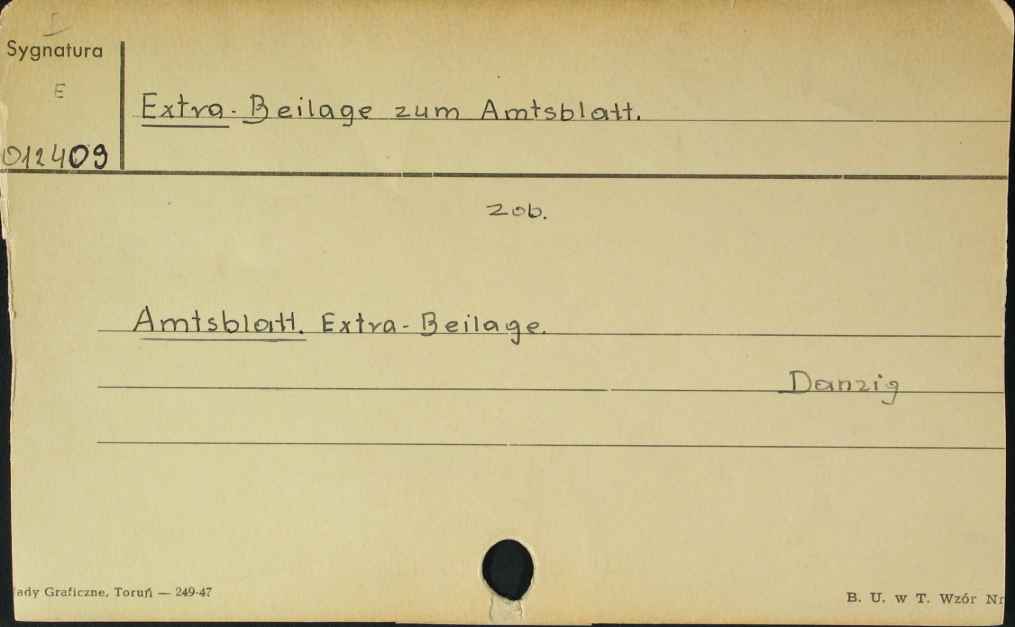 I
Sygnatura
E
012409
Extra-Beilage zum Amtsblatt.
zob.
Amtsblatt. Extra-Beilage.
Danzig
ady Graficzne, Toruń — 249-47
B. U. w T. Wzór Nr